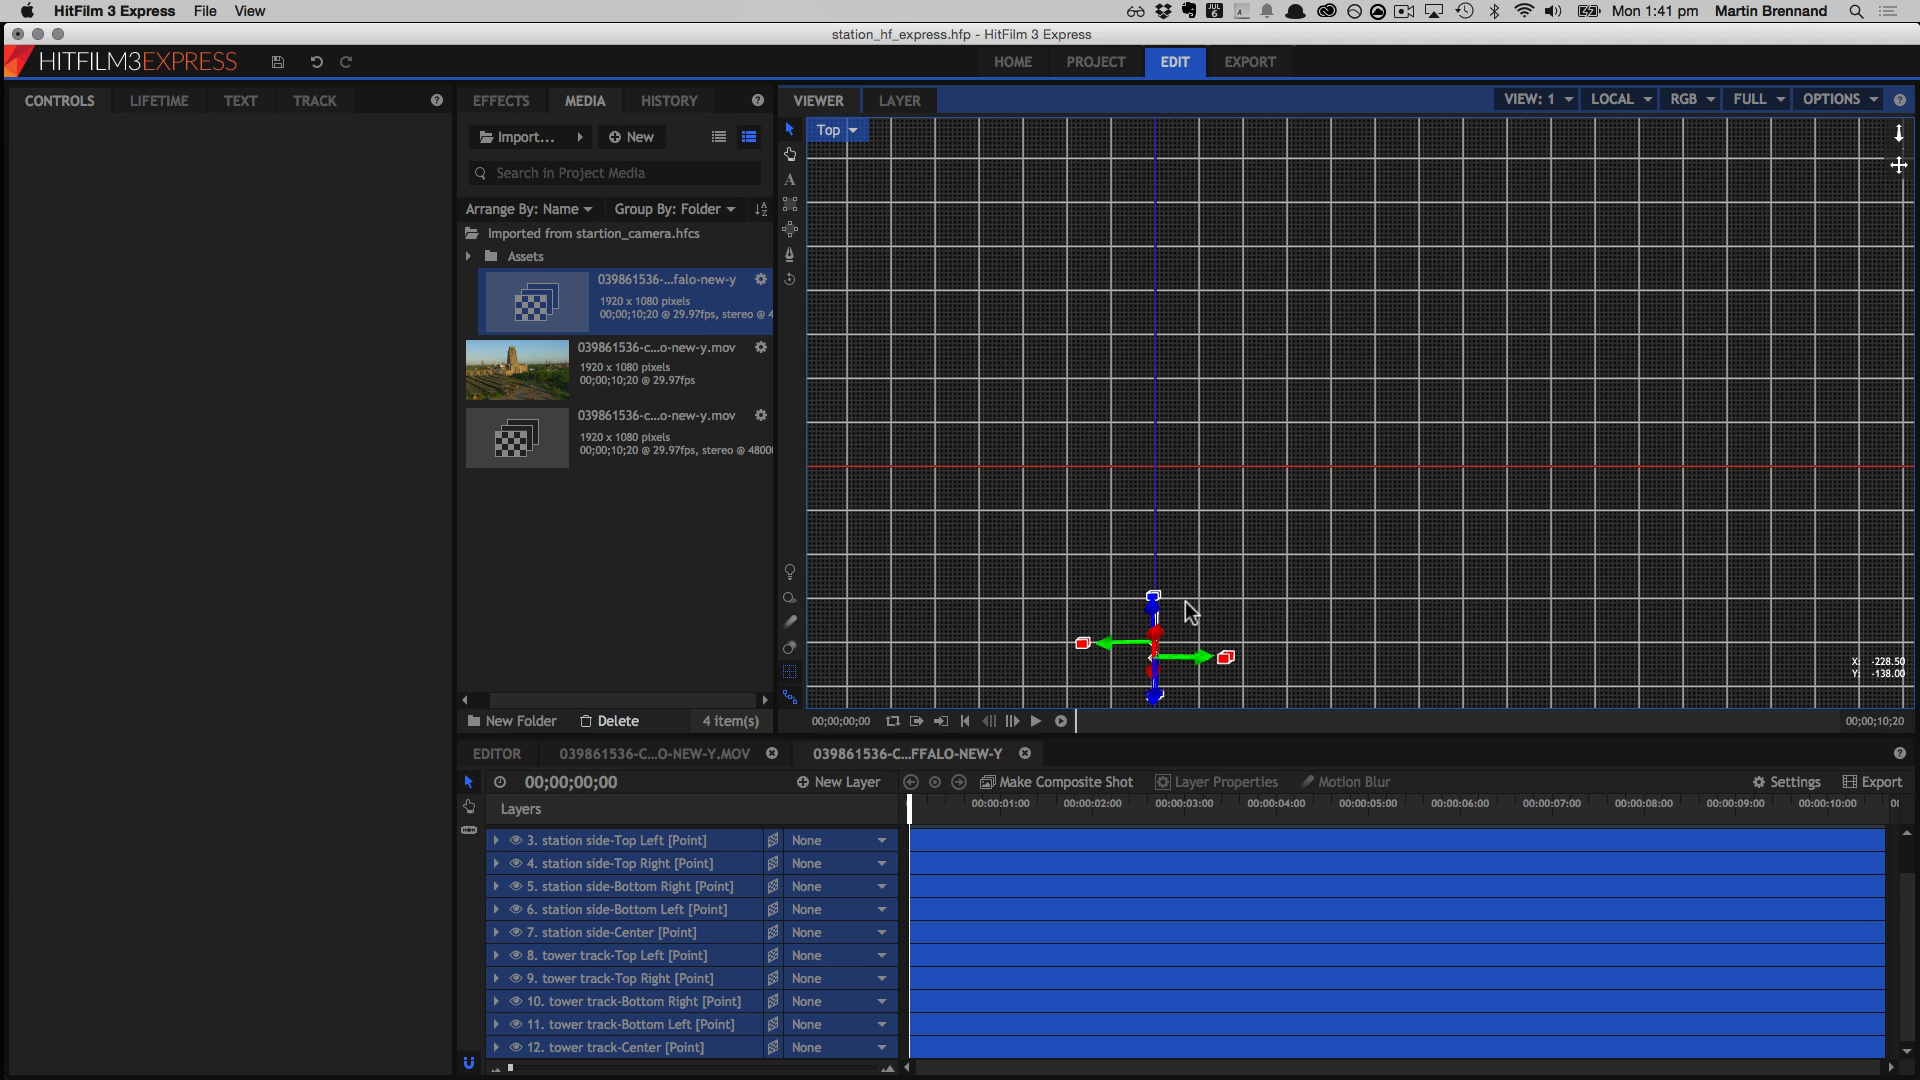 HitFilm 3 Express File View
Mon 1:41 pm Martin Brennand
station_hf_express.hfp - HitFilm 3 Express
HITFILM3EXPRESS
HOME PROJECT EDIT EXPORT
CONTROLS LIFETIME TEXT TRACK
EFFECTS MEDIA HISTORY
VIEWER LAYER
VIEW: 1 LOCAL RGB FULL OPTIONS
Import... New
Top
Search in Project Media
Arrange By: Name Group By: Folder
Imported from startion_camera.hfcs
Assets
039861536-...falo-new-y
1920 x 1080 pixels
00;00;10;20 @ 29.97fps, stereo @ 4
039861536-c...o-new-y.mov
1920 x 1080 pixels
00;00;10;20 @ 29.97fps
039861536-c...o-new-y.mov
1920 x 1080 pixels
00;00;10;20 @ 29.97fps, stereo @ 4800
X: -228.50
Y: -138.00
New Folder Delete 4 item(s)
00;00;00;00
00;00;10;20
EDITOR 039861536-C...O-NEW-Y.MOV 039861536-C...FFALO-NEW-Y
00;00;00;00 New Layer Make Composite Shot Layer Properties Motion Blur Settings Export
Layers
00:00:01:00 00:00:02:00 00:00:03:00 00:00:04:00 00:00:05:00 00:00:06:00 00:00:07:00 00:00:08:00 00:00:09:00 00:00:10:00
3. station side-Top Left [Point] None
4. station side-Top Right [Point] None
5. station side-Bottom Right [Point] None
6. station side-Bottom Left [Point] None
7. station side-Center [Point] None
8. tower track-Top Left [Point] None
9. tower track-Top Right [Point] None
10. tower track-Bottom Right [Point] None
11. tower track-Bottom Left [Point] None
12. tower track-Center [Point] None